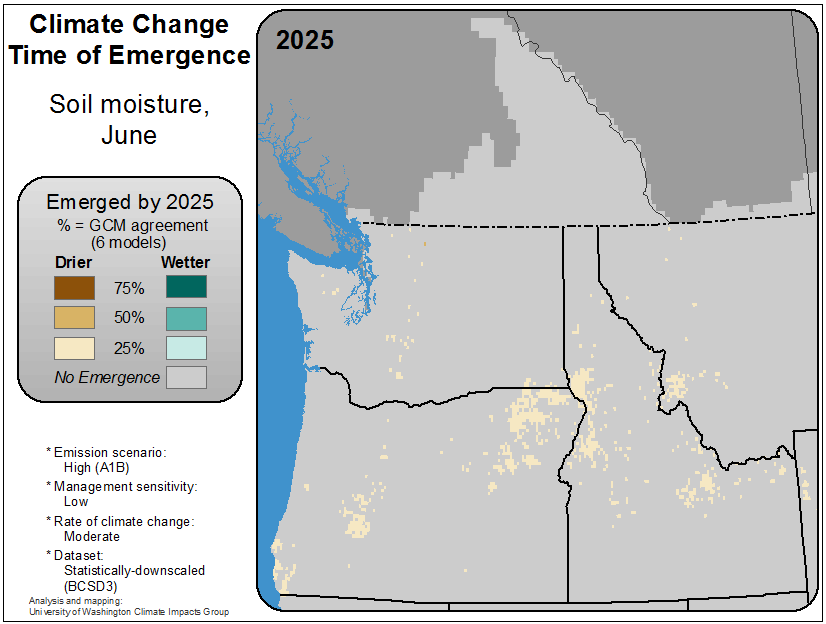 Climate Change
Time of Emergence
Soil moisture,
June
2025
Emerged by 2025
% = GCM agreement
(6 models)
Drier Wetter
75%
50%
25%
No Emergence
* Emission scenario:
High (A1B)
* Management sensitivity:
Low
* Rate of climate change:
Moderate
* Dataset:
Statistically-downscaled
(BCSD3)
Analysis and mapping:
University of Washington Climate Impacts Group